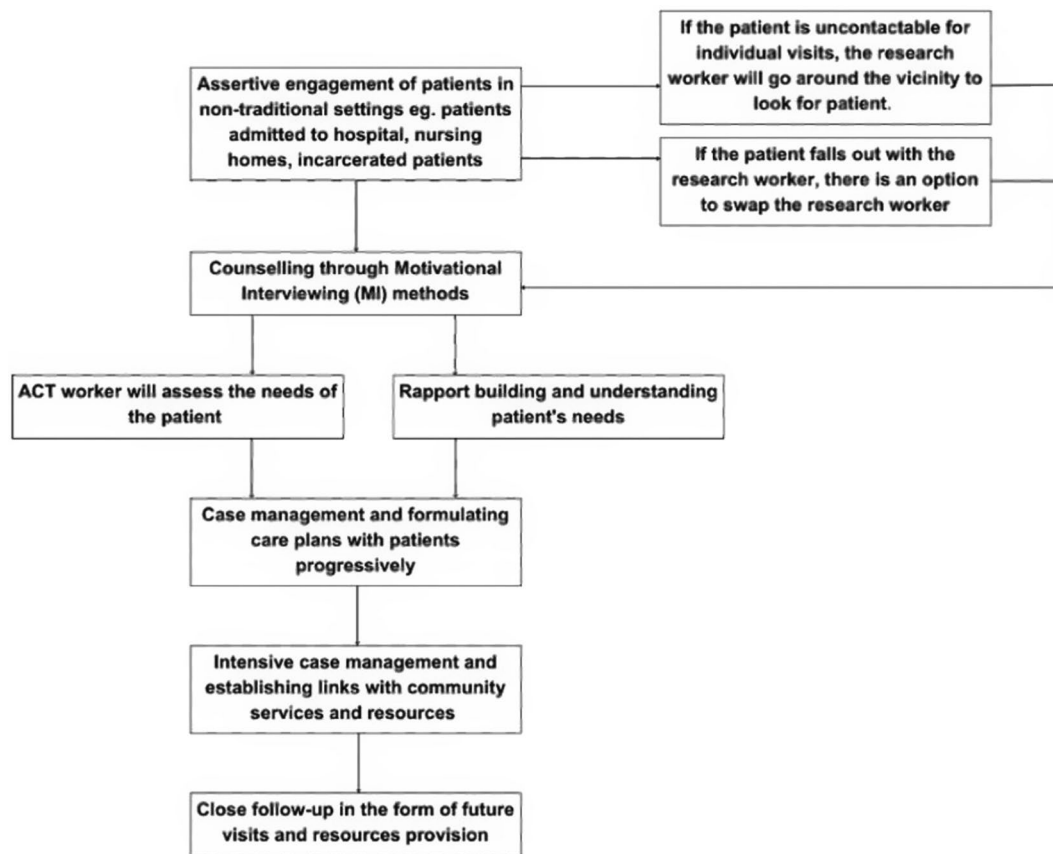 If the patient is uncontactable for
individual visits, the research
worker will go around the vicinity to
look for patient.
Assertive engagement of patients in
non-traditional settings eg. patients
admitted to hospital, nursing
homes, incarcerated patients
If the patient falls out with the
research worker, there is an option
to swap the research worker
Counselling through Motivational
Interviewing (MI) methods
ACT worker will assess the needs of
the patient
Rapport building and understanding
patient's needs
Case management and formulating
care plans with patients
progressively
Intensive case management and
establishing links with community
services and resources
Close follow-up in the form of future
visits and resources provision